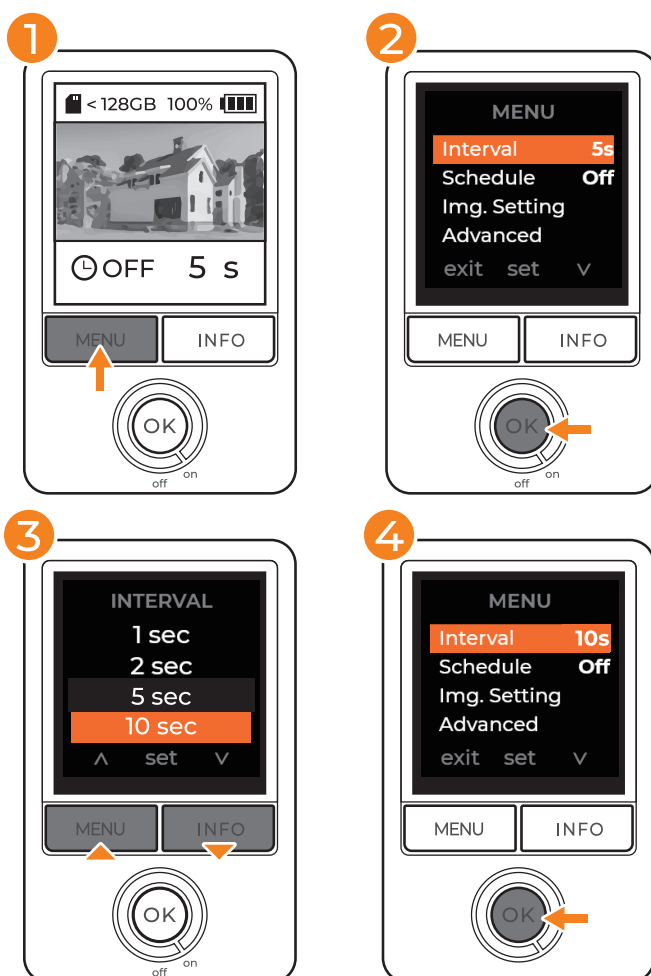 1
< 128GB 100%
OFF 5 s
MENU INFO
OK
off on
2
MENU
Interval 5s
Schedule Off
Img. Setting
Advanced
exit set ∨
MENU INFO
OK
off on
3
INTERVAL
1 sec
2 sec
5 sec
10 sec
∧ set ∨
MENU INFO
OK
off on
4
MENU
Interval 10s
Schedule Off
Img. Setting
Advanced
exit set ∨
MENU INFO
OK